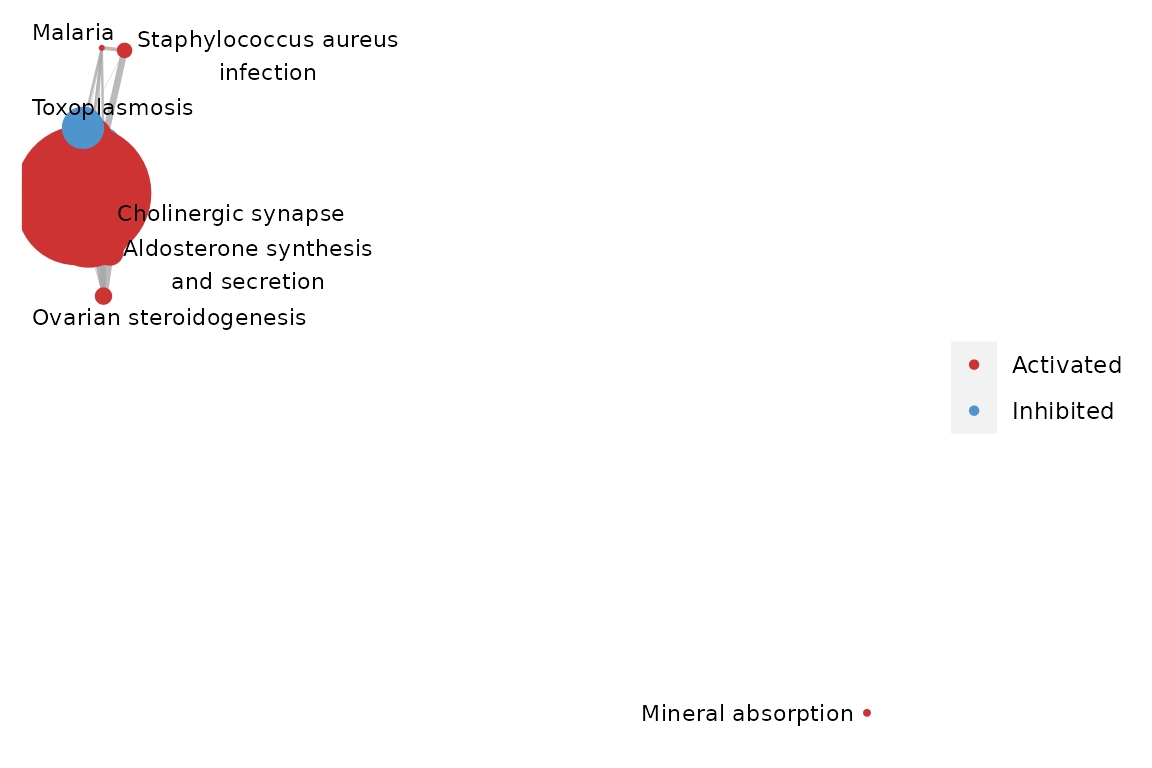 Malaria
Staphylococcus aureus
infection
Toxoplasmosis
Cholinergic synapse
Aldosterone synthesis
and secretion
Ovarian steroidogenesis
Activated
Inhibited
Mineral absorption